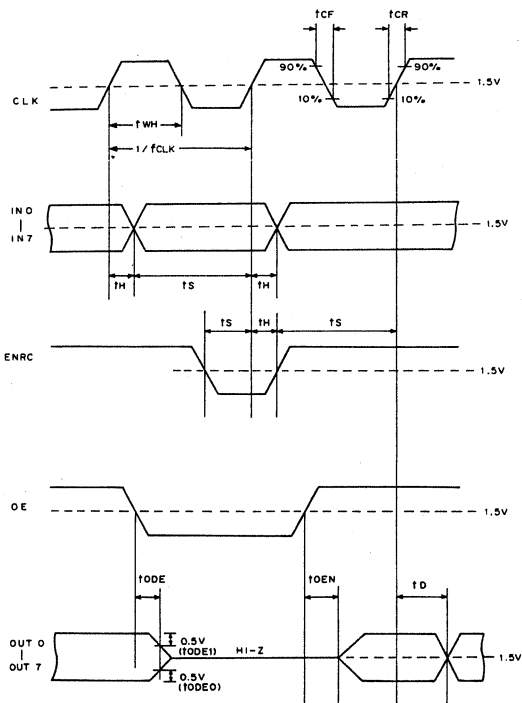 tCF tCR
90% 90%
CLK 1.5V
10% 10%
tWH
1/fCLK
IN0
|
IN7
1.5V
tH tS tH
tS tH tS
ENRC
1.5V
OE
1.5V
tODE tOEN tD
OUT 0
|
OUT 7
0.5V
(tODE1)
HI-Z
1.5V
0.5V
(tODE0)